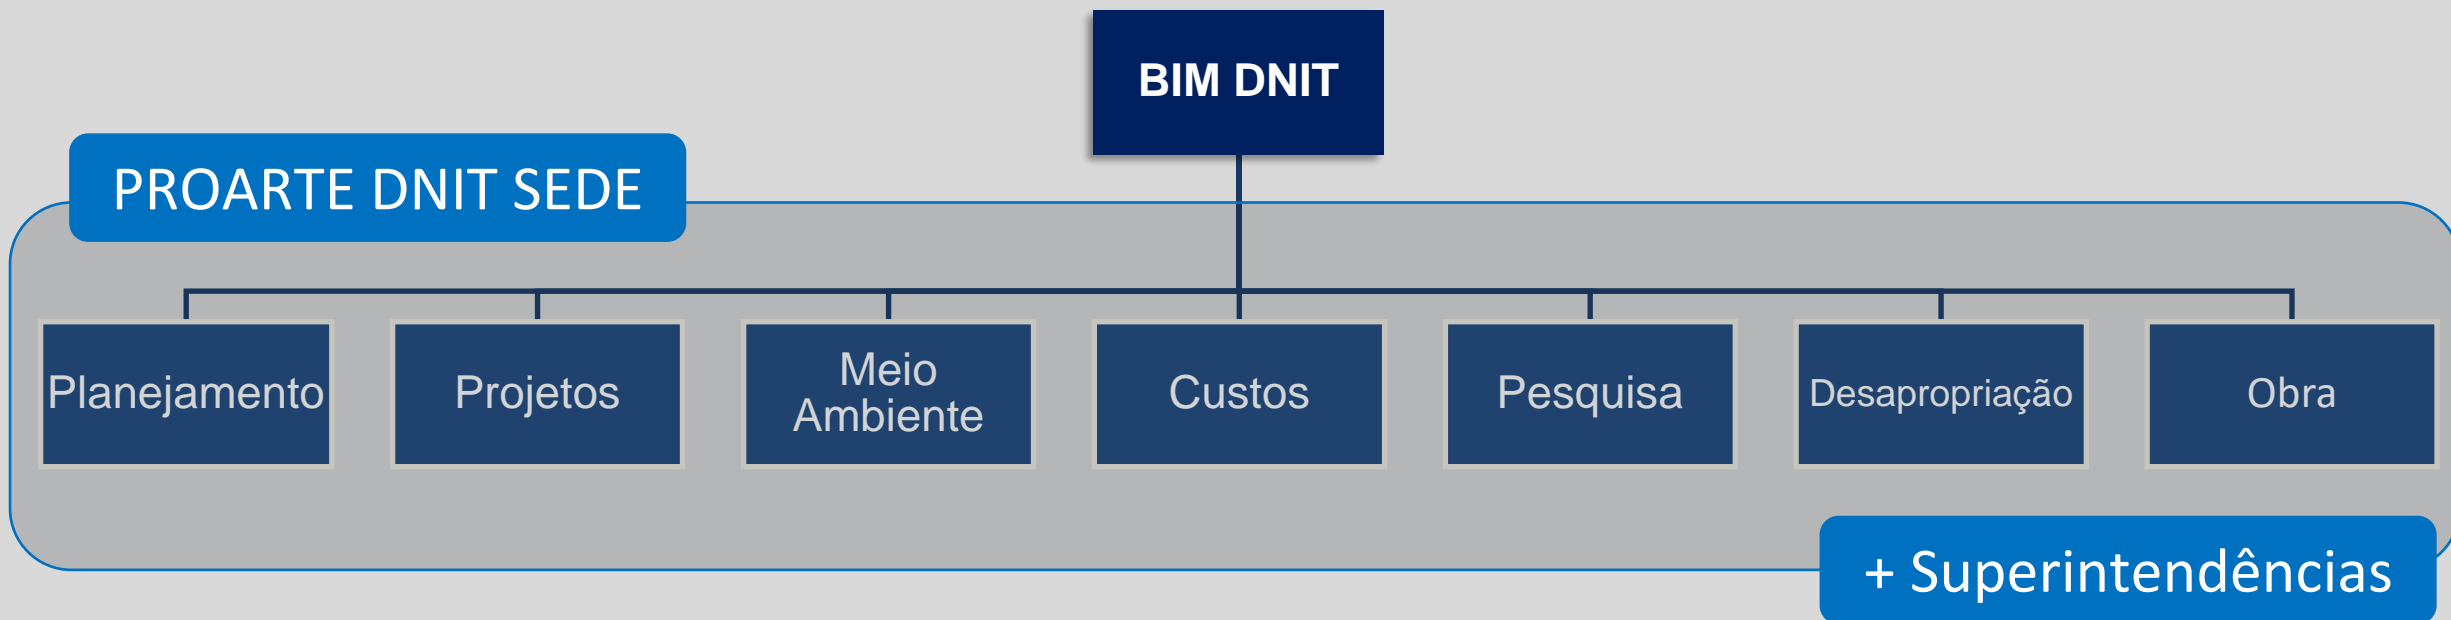 BIM DNIT
PROARTE DNIT SEDE
Planejamento
Projetos
Meio
Ambiente
Custos
Pesquisa
Desapropriação
Obra
+ Superintendências